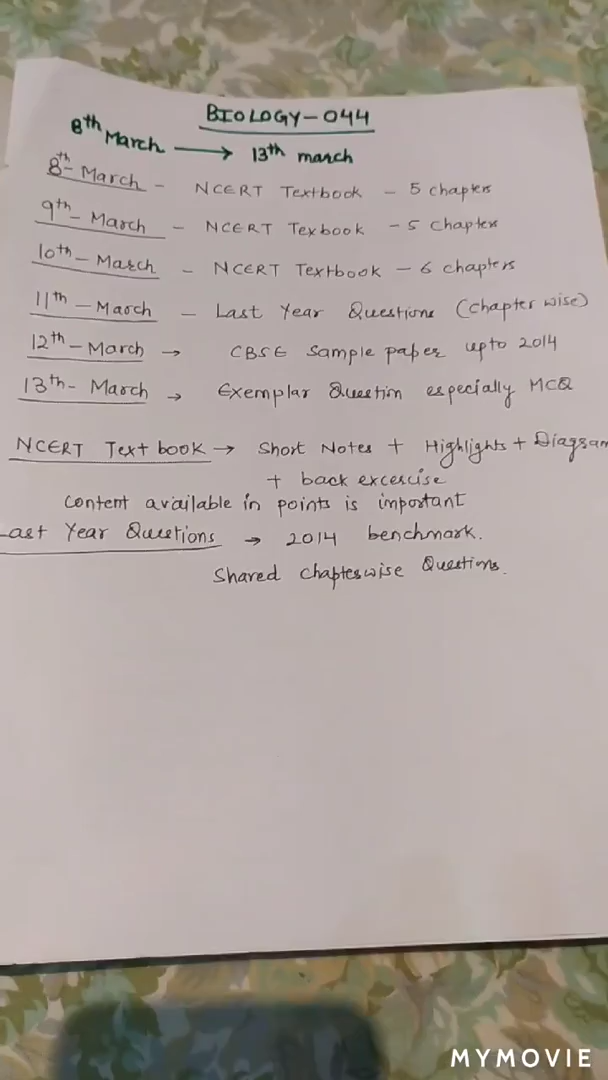 BIOLOGY-044
8th March → 13th march
8th- March - NCERT Textbook - 5 chapters
9th- March - NCERT Texbook - 5 Chapters
10th- March - NCERT Textbook - 6 chapters
11th- March - Last Year Questions (chapter wise)
12th- March → CBSE sample paper upto 2014
13th- March → Exemplar Question especially MCQ
NCERT Text book → Short Notes + Highlights + Diagram
+ back excercise
content available in points is important
Last Year Questions → 2014 benchmark.
Shared chapterswise Questions.
MYMOVIE